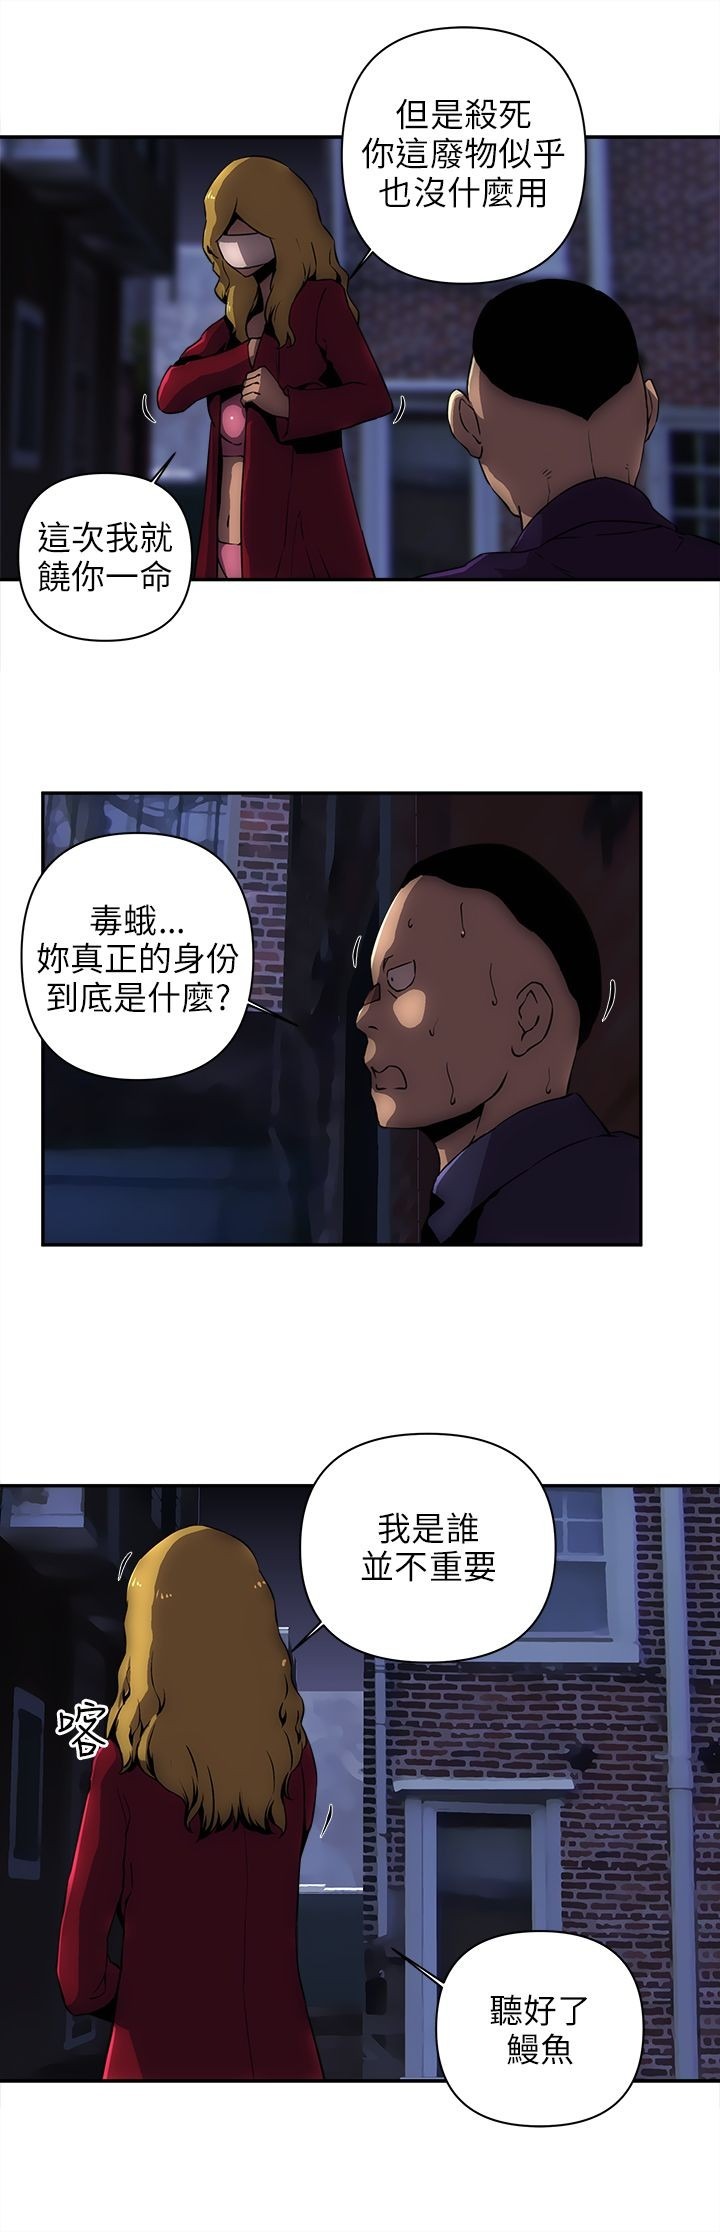 但是殺死
你這廢物似乎
也沒什麼用
這次我就
饒你一命
毒蛾...
妳真正的身份
到底是什麼?
我是誰
並不重要
喀
聽好了
鰻魚